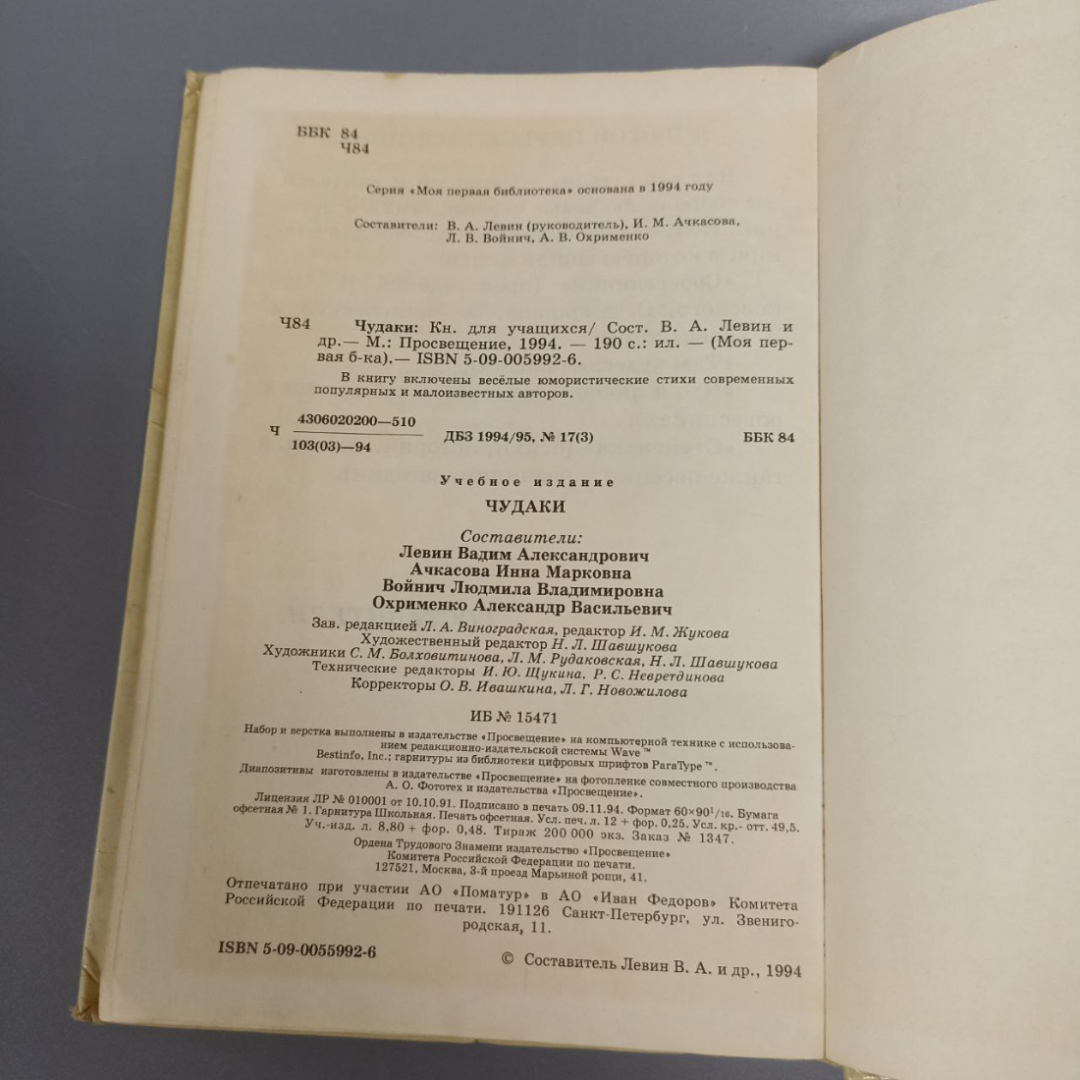 ББК 84
Ч84
Серия «Моя первая библиотека» основана в 1994 году
Составители: В. А. Левин (руководитель), И. М. Ачкасова,
Л. В. Войнич, А. В. Охрименко
Ч84 Чудаки: Кн. для учащихся/ Сост. В. А. Левин и
др.— М.: Просвещение, 1994. — 190 с.: ил. — (Моя пер-
вая б-ка).— ISBN 5-09-005992-6.
В книгу включены весёлые юмористические стихи современных
популярных и малоизвестных авторов.
Ч 4306020200—510
103(03)—94
ДБЗ 1994/95, № 17(3) ББК 84
Учебное издание
ЧУДАКИ
Составители:
Левин Вадим Александрович
Ачкасова Инна Марковна
Войнич Людмила Владимировна
Охрименко Александр Васильевич
Зав. редакцией Л. А. Виноградская, редактор И. М. Жукова
Художественный редактор Н. Л. Шавшукова
Художники С. М. Болховитинова, Л. М. Рудаковская, Н. Л. Шавшукова
Технические редакторы И. Ю. Щукина, Р. С. Невретдинова
Корректоры О. В. Ивашкина, Л. Г. Новожилова
ИБ № 15471
Набор и верстка выполнены в издательстве «Просвещение» на компьютерной технике с использова-
нием редакционно-издательской системы Wave™
Bestinfo, Inc.; гарнитуры из библиотеки цифровых шрифтов ParaType™.
Диапозитивы изготовлены в издательстве «Просвещение» на фотопленке совместного производства
А. О. Фототех и издательства «Просвещение».
Лицензия ЛР № 010001 от 10.10.91. Подписано в печать 09.11.94. Формат 60×90¹/₁₆. Бумага
офсетная № 1. Гарнитура Школьная. Печать офсетная. Усл. печ. л. 12 + фор. 0,25. Усл. кр.- отт. 49,5.
Уч.-изд. л. 8,80 + фор. 0,48. Тираж 200 000 экз. Заказ № 1347.
Ордена Трудового Знамени издательство «Просвещение»
Комитета Российской Федерации по печати.
127521, Москва, 3-й проезд Марьиной рощи, 41.
Отпечатано при участии АО «Поматур» в АО «Иван Федоров» Комитета
Российской Федерации по печати. 191126 Санкт-Петербург, ул. Звениго-
родская, 11.
ISBN 5-09-0055992-6
© Составитель Левин В. А. и др., 1994